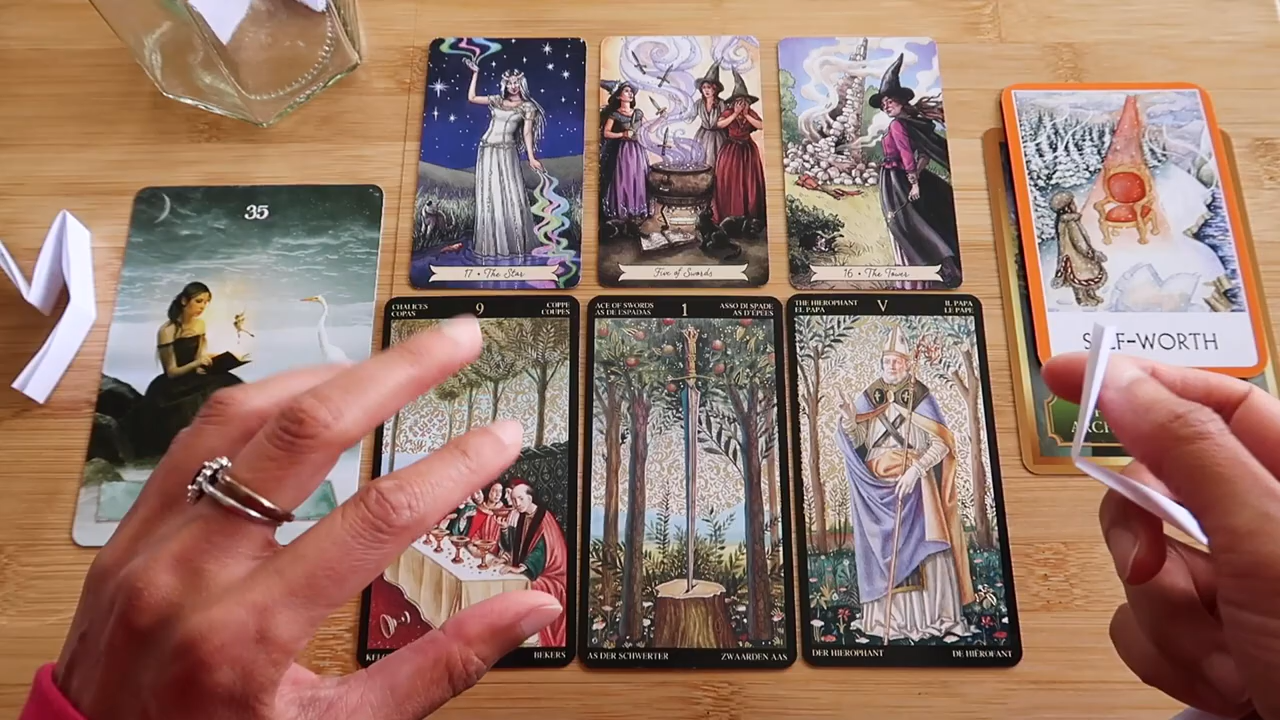 17 • The Star
Five of Swords
16 • The Tower
35
CHALICES
COPAS
9
COPPE
COUPES
ACE OF SWORDS
AS DE ESPADAS
1
ASSO DI SPADE
AS D'ÉPÉES
THE HIEROPHANT
EL PAPA
V
IL PAPA
LE PAPE
SELF-WORTH
ARC
BEKERS
AS DER SCHWERTER
ZWAARDEN AAS
DER HIEROPHANT
DE HIËROFANT